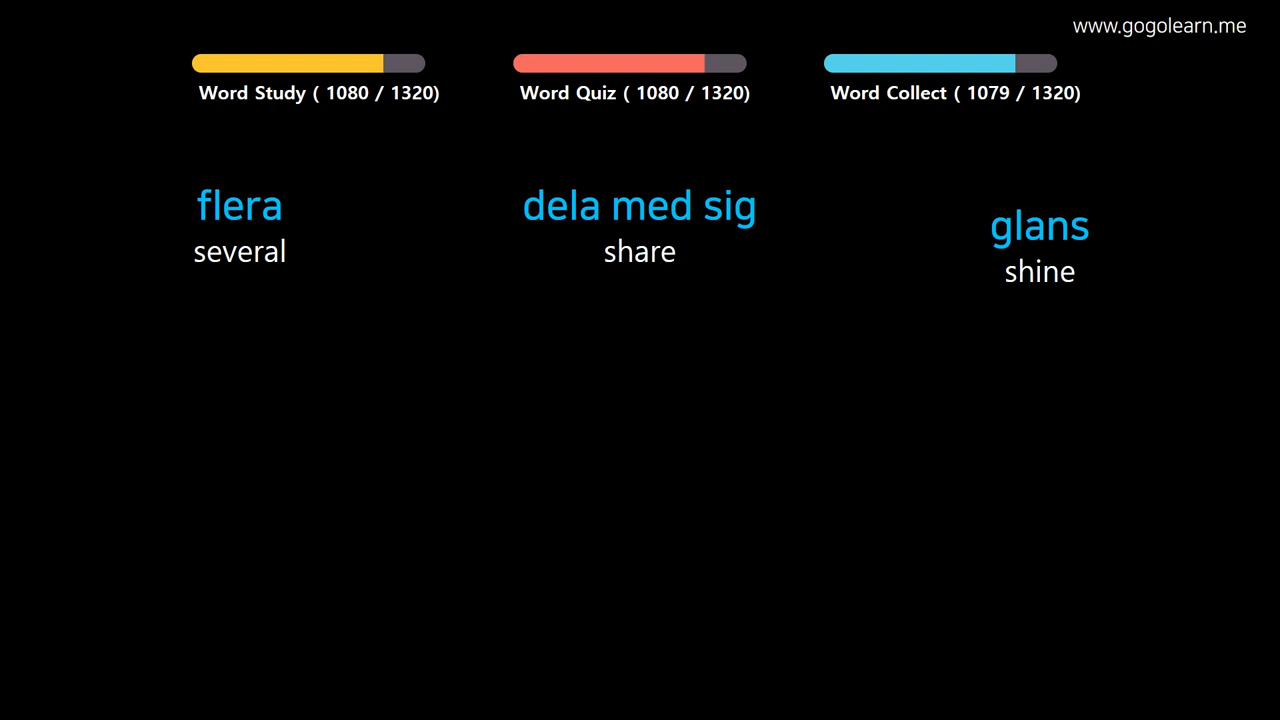 www.gogolearn.me
Word Study ( 1080 / 1320)
Word Quiz ( 1080 / 1320)
Word Collect ( 1079 / 1320)
flera
several
dela med sig
share
glans
shine